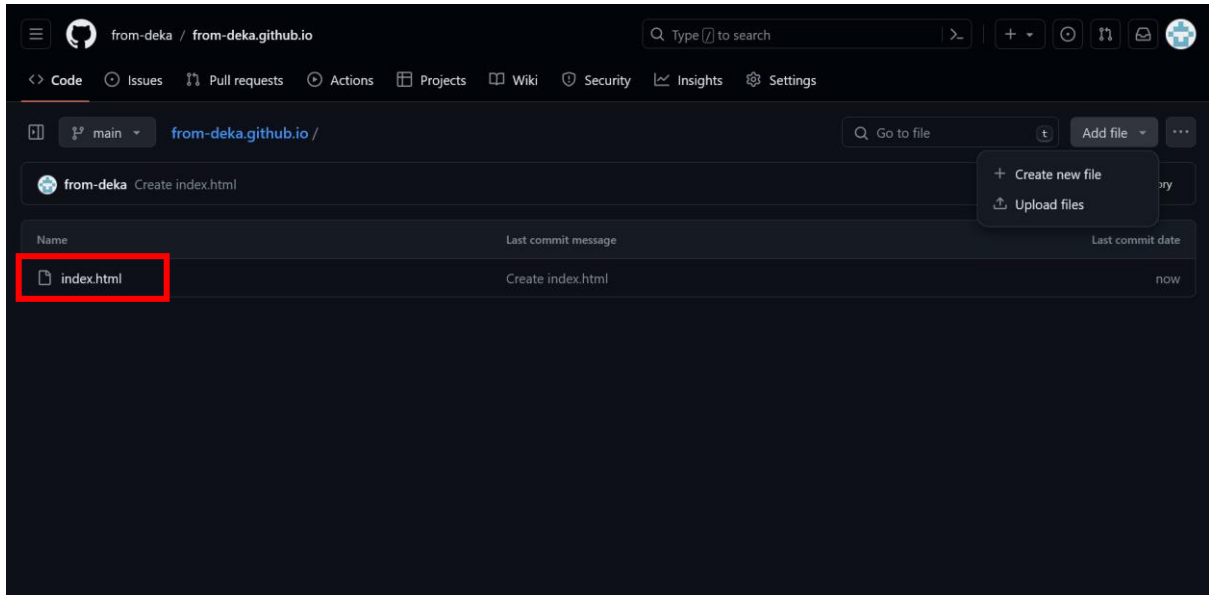 from-deka / from-deka.github.io
Type / to search
Code Issues Pull requests Actions Projects Wiki Security Insights Settings
main from-deka.github.io /
Go to file t Add file
from-deka Create index.html
Create new file
Upload files
Name Last commit message Last commit date
index.html Create index.html now